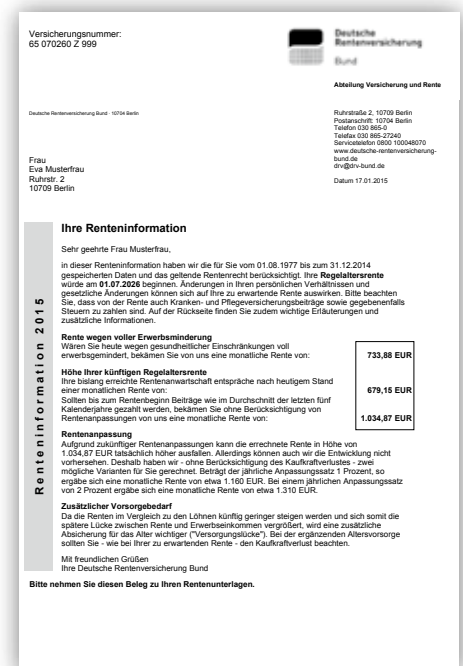 Versicherungsnummer:
65 070260 Z 999
Deutsche
Rentenversicherung
Bund
Abteilung Versicherung und Rente
Deutsche Rentenversicherung Bund · 10704 Berlin
Ruhrstraße 2, 10709 Berlin
Postanschrift: 10704 Berlin
Telefon 030 865-0
Telefax 030 865-27240
Servicetelefon 0800 100048070
www.deutsche-rentenversicherung-
bund.de
drv@drv-bund.de
Datum 17.01.2015
Frau
Eva Musterfrau
Ruhrstr. 2
10709 Berlin
Renteninformation 2015
Ihre Renteninformation
Sehr geehrte Frau Musterfrau,
in dieser Renteninformation haben wir die für Sie vom 01.08.1977 bis zum 31.12.2014
gespeicherten Daten und das geltende Rentenrecht berücksichtigt. Ihre Regelaltersrente
würde am 01.07.2026 beginnen. Änderungen in Ihren persönlichen Verhältnissen und
gesetzliche Änderungen können sich auf Ihre zu erwartende Rente auswirken. Bitte beachten
Sie, dass von der Rente auch Kranken- und Pflegeversicherungsbeiträge sowie gegebenenfalls
Steuern zu zahlen sind. Auf der Rückseite finden Sie zudem wichtige Erläuterungen und
zusätzliche Informationen.
Rente wegen voller Erwerbsminderung
Wären Sie heute wegen gesundheitlicher Einschränkungen voll
erwerbsgemindert, bekämen Sie von uns eine monatliche Rente von: 733,88 EUR
Höhe Ihrer künftigen Regelaltersrente
Ihre bislang erreichte Rentenanwartschaft entspräche nach heutigem Stand
einer monatlichen Rente von: 679,15 EUR
Sollten bis zum Rentenbeginn Beiträge wie im Durchschnitt der letzten fünf
Kalenderjahre gezahlt werden, bekämen Sie ohne Berücksichtigung von
Rentenanpassungen von uns eine monatliche Rente von: 1.034,87 EUR
Rentenanpassung
Aufgrund zukünftiger Rentenanpassungen kann die errechnete Rente in Höhe von
1.034,87 EUR tatsächlich höher ausfallen. Allerdings können auch wir die Entwicklung nicht
vorhersehen. Deshalb haben wir - ohne Berücksichtigung des Kaufkraftverlustes - zwei
mögliche Varianten für Sie gerechnet. Beträgt der jährliche Anpassungssatz 1 Prozent, so
ergäbe sich eine monatliche Rente von etwa 1.160 EUR. Bei einem jährlichen Anpassungssatz
von 2 Prozent ergäbe sich eine monatliche Rente von etwa 1.310 EUR.
Zusätzlicher Vorsorgebedarf
Da die Renten im Vergleich zu den Löhnen künftig geringer steigen werden und sich somit die
spätere Lücke zwischen Rente und Erwerbseinkommen vergrößert, wird eine zusätzliche
Absicherung für das Alter wichtiger ("Versorgungslücke"). Bei der ergänzenden Altersvorsorge
sollten Sie - wie bei Ihrer zu erwartenden Rente - den Kaufkraftverlust beachten.
Mit freundlichen Grüßen
Ihre Deutsche Rentenversicherung Bund
Bitte nehmen Sie diesen Beleg zu Ihren Rentenunterlagen.